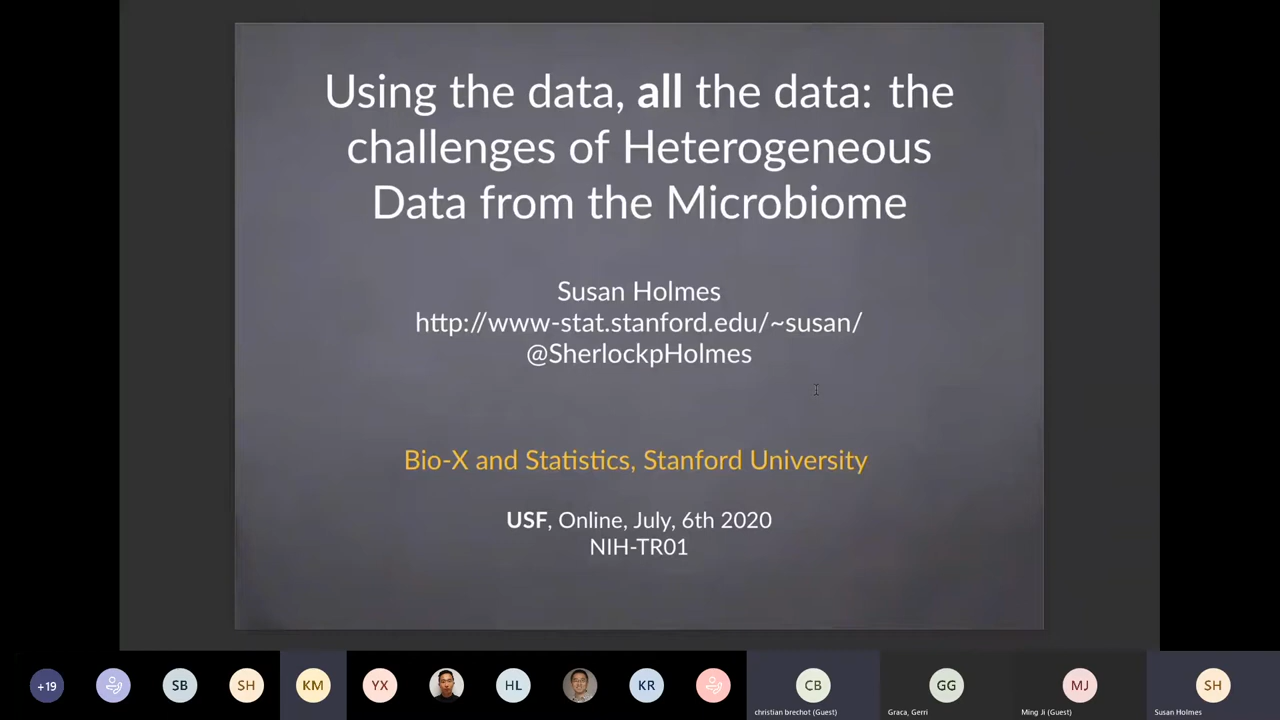 Using the data, all the data: the
challenges of Heterogeneous
Data from the Microbiome
Susan Holmes
http://www-stat.stanford.edu/~susan/
@SherlockpHolmes
Bio-X and Statistics, Stanford University
USF, Online, July, 6th 2020
NIH-TR01
+19
SB
SH
KM
YX
HL
KR
CB
GG
MJ
SH
christian brechot (Guest)
Graca, Gerri
Ming Ji (Guest)
Susan Holmes